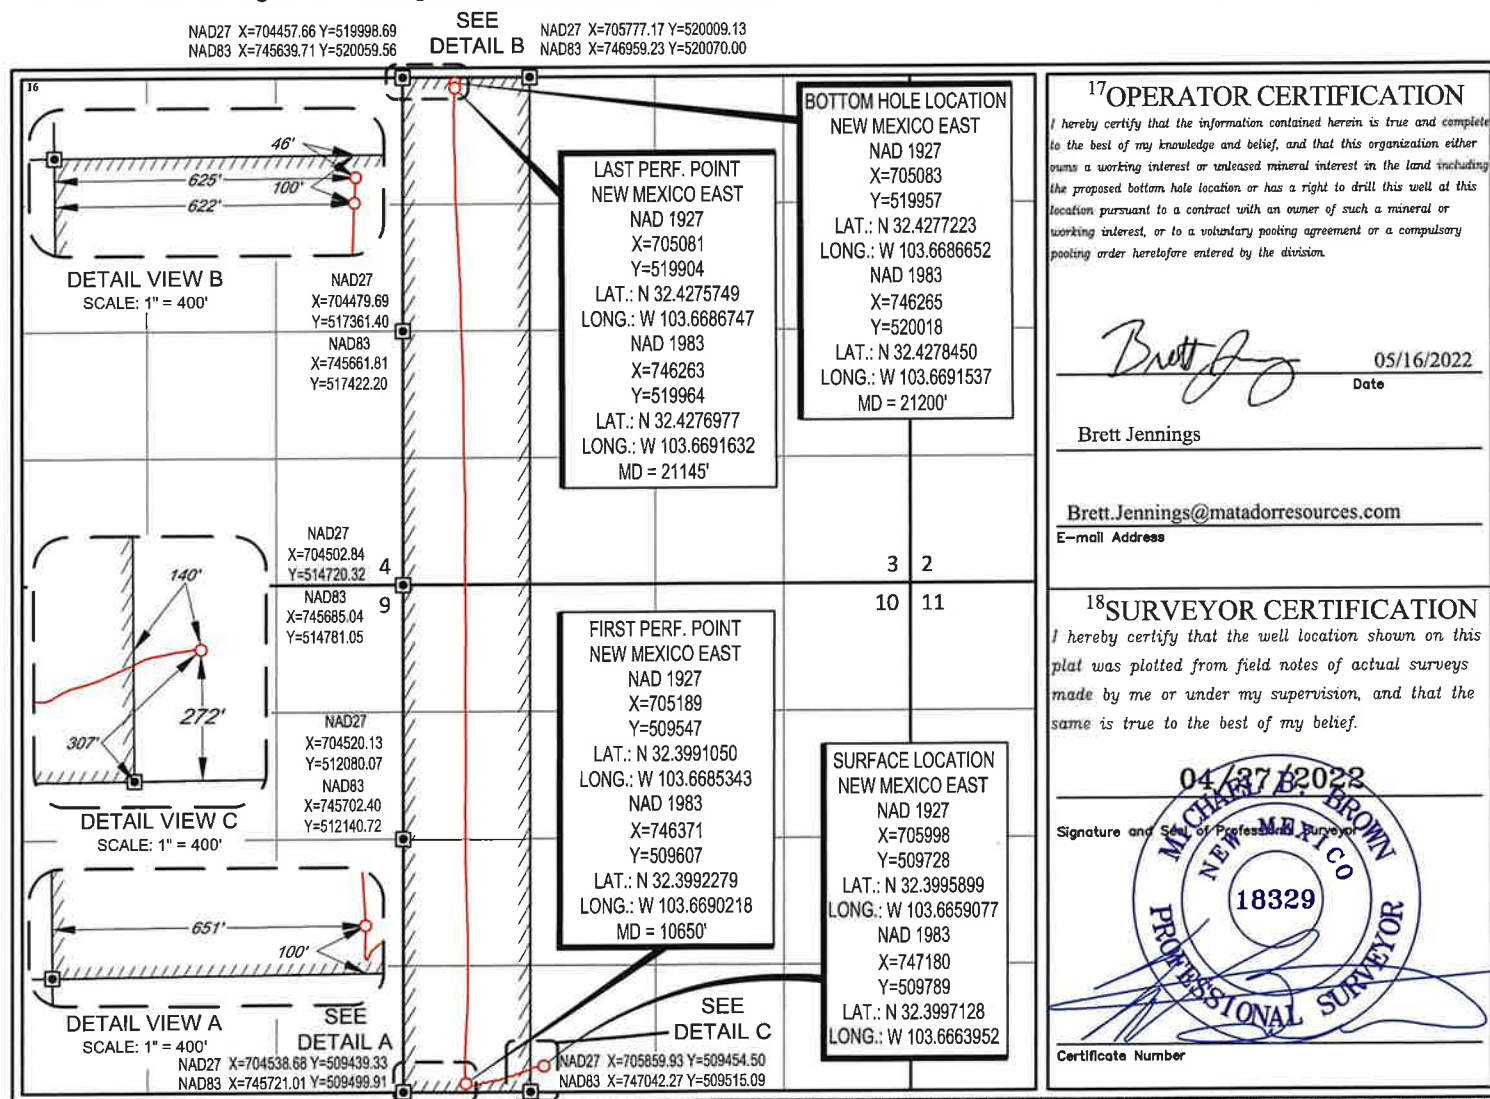 NAD27 X=704457.66 Y=519998.69
NAD83 X=745639.71 Y=520059.56
SEE
DETAIL B
NAD27 X=705777.17 Y=520009.13
NAD83 X=746959.23 Y=520070.00
16
46'
625'
100'
622'
DETAIL VIEW B
SCALE: 1" = 400'
NAD27
X=704479.69
Y=517361.40
NAD83
X=745661.81
Y=517422.20
LAST PERF. POINT
NEW MEXICO EAST
NAD 1927
X=705081
Y=519904
LAT.: N 32.4275749
LONG.: W 103.6686747
NAD 1983
X=746263
Y=519964
LAT.: N 32.4276977
LONG.: W 103.6691632
MD = 21145'
BOTTOM HOLE LOCATION
NEW MEXICO EAST
NAD 1927
X=705083
Y=519957
LAT.: N 32.4277223
LONG.: W 103.6686652
NAD 1983
X=746265
Y=520018
LAT.: N 32.4278450
LONG.: W 103.6691537
MD = 21200'
NAD27
X=704502.84
Y=514720.32
4
9
NAD83
X=745685.04
Y=514781.05
3 2
10 11
140'
272'
307'
DETAIL VIEW C
SCALE: 1" = 400'
NAD27
X=704520.13
Y=512080.07
NAD83
X=745702.40
Y=512140.72
FIRST PERF. POINT
NEW MEXICO EAST
NAD 1927
X=705189
Y=509547
LAT.: N 32.3991050
LONG.: W 103.6685343
NAD 1983
X=746371
Y=509607
LAT.: N 32.3992279
LONG.: W 103.6690218
MD = 10650'
SURFACE LOCATION
NEW MEXICO EAST
NAD 1927
X=705998
Y=509728
LAT.: N 32.3995899
LONG.: W 103.6659077
NAD 1983
X=747180
Y=509789
LAT.: N 32.3997128
LONG.: W 103.6663952
651'
100'
DETAIL VIEW A
SCALE: 1" = 400'
SEE
DETAIL A
NAD27 X=704538.68 Y=509439.33
NAD83 X=745721.01 Y=509499.91
SEE
DETAIL C
NAD27 X=705859.93 Y=509454.50
NAD83 X=747042.27 Y=509515.09
17OPERATOR CERTIFICATION
I hereby certify that the information contained herein is true and complete
to the best of my knowledge and belief, and that this organization either
owns a working interest or unleased mineral interest in the land including
the proposed bottom hole location or has a right to drill this well at this
location pursuant to a contract with an owner of such a mineral or
working interest, or to a voluntary pooling agreement or a compulsory
pooling order heretofore entered by the division.
05/16/2022
Date
Brett Jennings
Brett.Jennings@matadorresources.com
E-mail Address
18SURVEYOR CERTIFICATION
I hereby certify that the well location shown on this
plat was plotted from field notes of actual surveys
made by me or under my supervision, and that the
same is true to the best of my belief.
04/27/2022
Signature and Seal of Professional Surveyor
MICHAEL B. BROWN
NEW MEXICO
18329
PROFESSIONAL SURVEYOR
Certificate Number